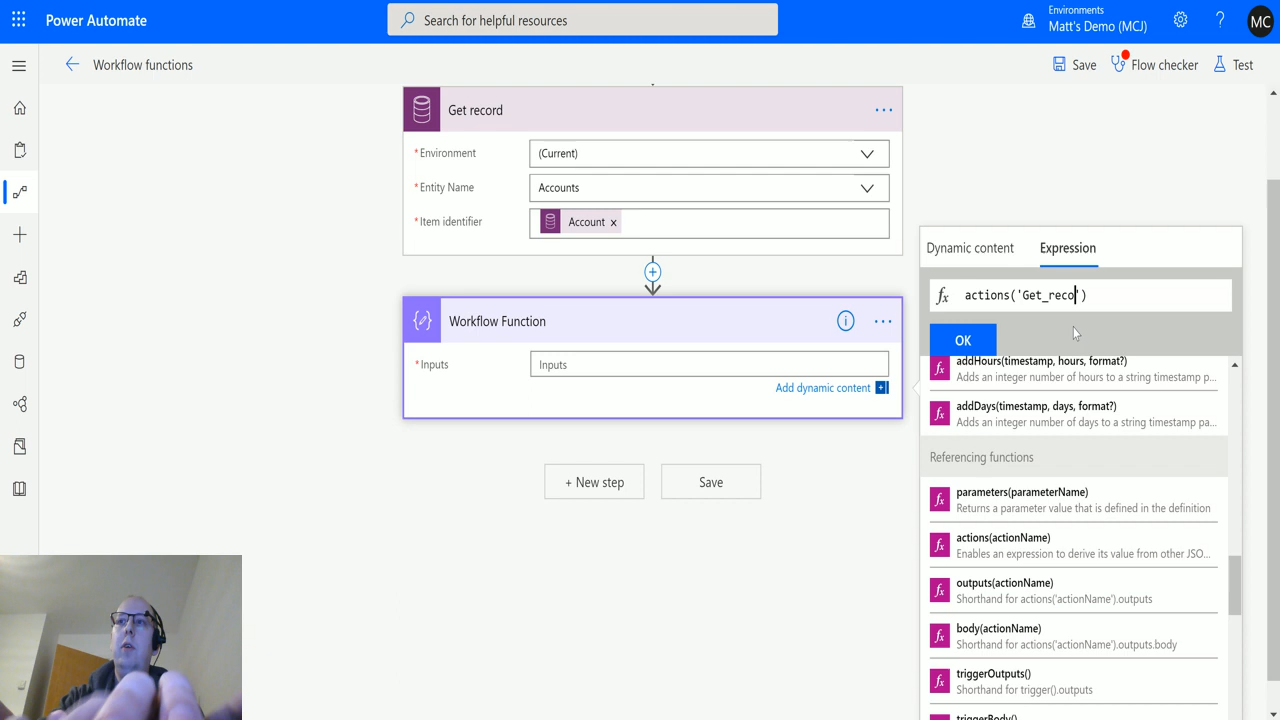 Power Automate
Search for helpful resources
Environments
Matt's Demo (MCJ)
?
MC
Workflow functions
Save
Flow checker
Test
Get record
...
* Environment
(Current)
* Entity Name
Accounts
* Item identifier
Account x
Workflow Function
...
* Inputs
Inputs
Add dynamic content
+ New step
Save
Dynamic content
Expression
fx actions('Get_reco')
OK
addHours(timestamp, hours, format?)
Adds an integer number of hours to a string timestamp p...
addDays(timestamp, days, format?)
Adds an integer number of days to a string timestamp pa...
Referencing functions
parameters(parameterName)
Returns a parameter value that is defined in the definition
actions(actionName)
Enables an expression to derive its value from other JSO...
outputs(actionName)
Shorthand for actions('actionName').outputs
body(actionName)
Shorthand for actions('actionName').outputs.body
triggerOutputs()
Shorthand for trigger().outputs
triggerBody()